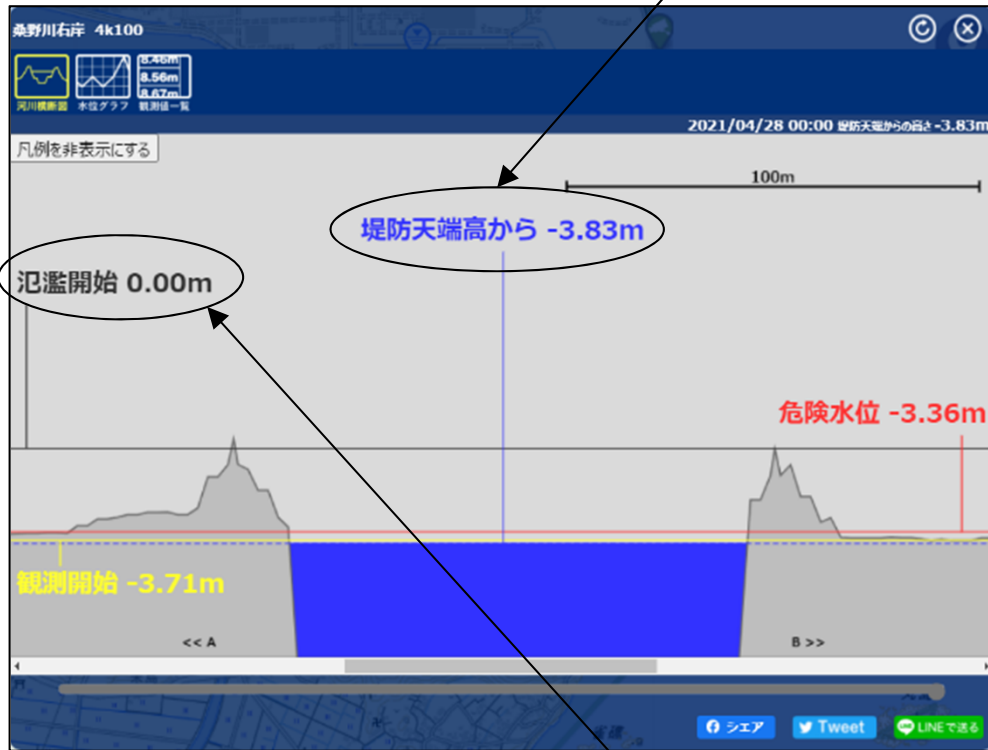 桑野川右岸 4k100
8.46m
8.56m
8.67m
河川横断図 水位グラフ 観測値一覧
2021/04/28 00:00 堤防天端からの高さ -3.83m
凡例を非表示にする
100m
堤防天端高から -3.83m
氾濫開始 0.00m
危険水位 -3.36m
観測開始 -3.71m
<< A
B >>
シェア
Tweet
LINEで送る